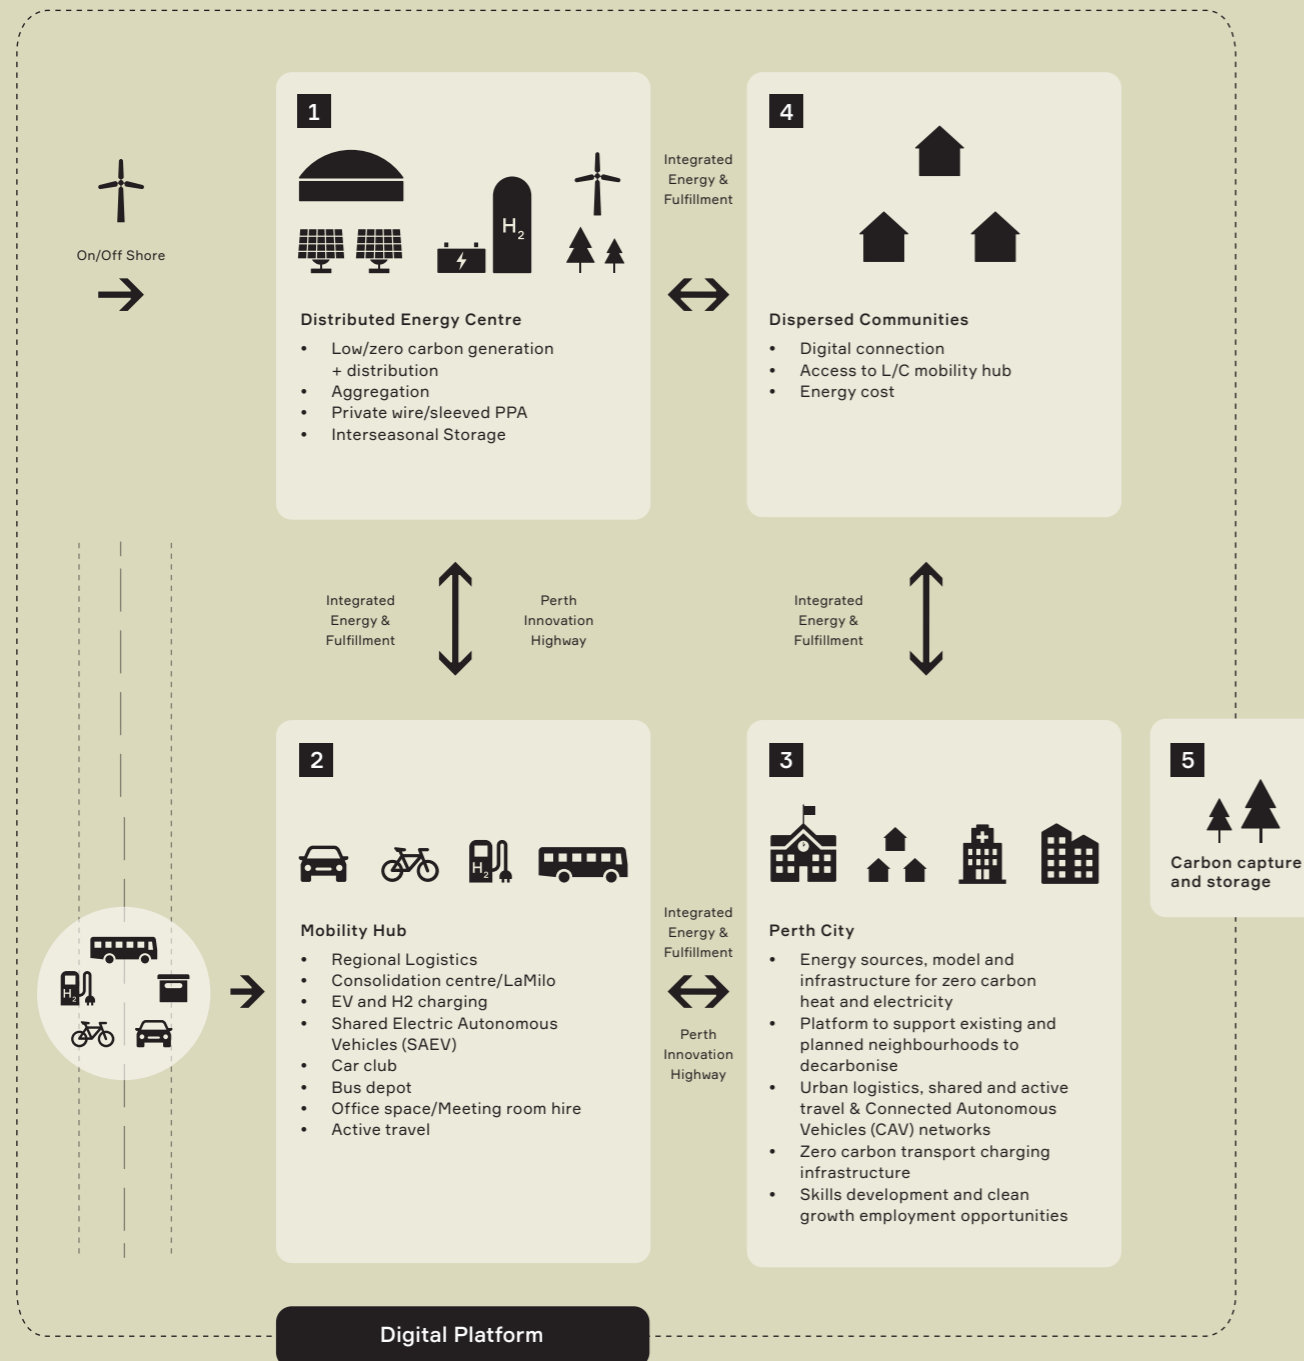 On/Off Shore
1
H2
Distributed Energy Centre
• Low/zero carbon generation
+ distribution
• Aggregation
• Private wire/sleeved PPA
• Interseasonal Storage
Integrated
Energy &
Fulfillment
4
Dispersed Communities
• Digital connection
• Access to L/C mobility hub
• Energy cost
Integrated
Energy &
Fulfillment
Perth
Innovation
Highway
Integrated
Energy &
Fulfillment
H2
2
H2
Mobility Hub
• Regional Logistics
• Consolidation centre/LaMilo
• EV and H2 charging
• Shared Electric Autonomous
Vehicles (SAEV)
• Car club
• Bus depot
• Office space/Meeting room hire
• Active travel
Integrated
Energy &
Fulfillment
Perth
Innovation
Highway
3
Perth City
• Energy sources, model and
infrastructure for zero carbon
heat and electricity
• Platform to support existing and
planned neighbourhoods to
decarbonise
• Urban logistics, shared and active
travel & Connected Autonomous
Vehicles (CAV) networks
• Zero carbon transport charging
infrastructure
• Skills development and clean
growth employment opportunities
5
Carbon capture
and storage
Digital Platform